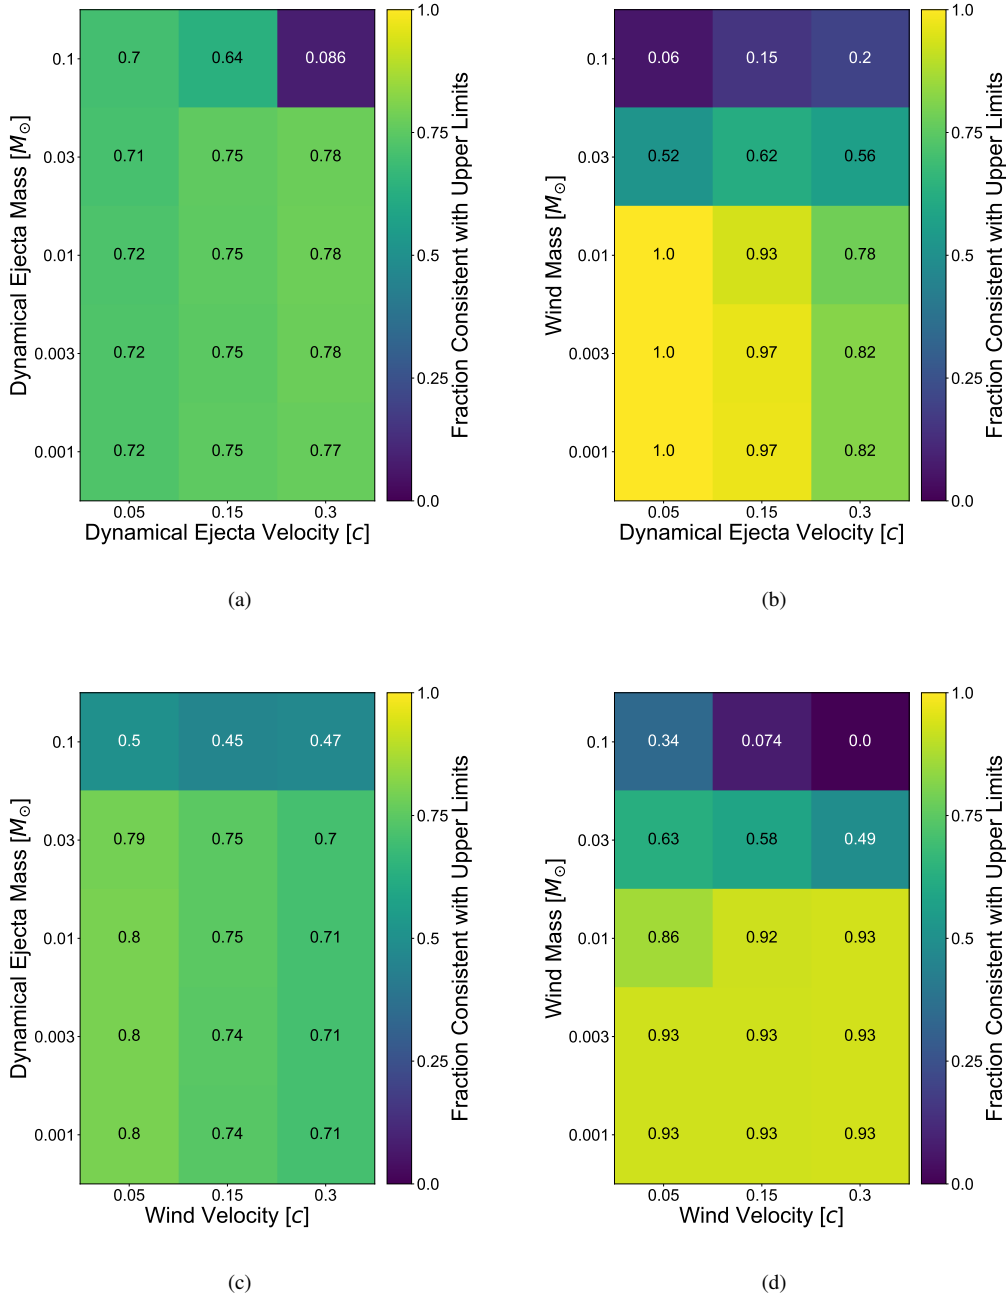 0.1 0.7 0.64 0.086
0.03 0.71 0.75 0.78
0.01 0.72 0.75 0.78
0.003 0.72 0.75 0.78
0.001 0.72 0.75 0.77
0.05 0.15 0.3
Dynamical Ejecta Velocity [c]
Dynamical Ejecta Mass [M⊙]
1.0
0.75
0.5
0.25
0.0
Fraction Consistent with Upper Limits
(a)
0.1 0.06 0.15 0.2
0.03 0.52 0.62 0.56
0.01 1.0 0.93 0.78
0.003 1.0 0.97 0.82
0.001 1.0 0.97 0.82
0.05 0.15 0.3
Dynamical Ejecta Velocity [c]
Wind Mass [M⊙]
1.0
0.75
0.5
0.25
0.0
Fraction Consistent with Upper Limits
(b)
0.1 0.5 0.45 0.47
0.03 0.79 0.75 0.7
0.01 0.8 0.75 0.71
0.003 0.8 0.74 0.71
0.001 0.8 0.74 0.71
0.05 0.15 0.3
Wind Velocity [c]
Dynamical Ejecta Mass [M⊙]
1.0
0.75
0.5
0.25
0.0
Fraction Consistent with Upper Limits
(c)
0.1 0.34 0.074 0.0
0.03 0.63 0.58 0.49
0.01 0.86 0.92 0.93
0.003 0.93 0.93 0.93
0.001 0.93 0.93 0.93
0.05 0.15 0.3
Wind Velocity [c]
Wind Mass [M⊙]
1.0
0.75
0.5
0.25
0.0
Fraction Consistent with Upper Limits
(d)